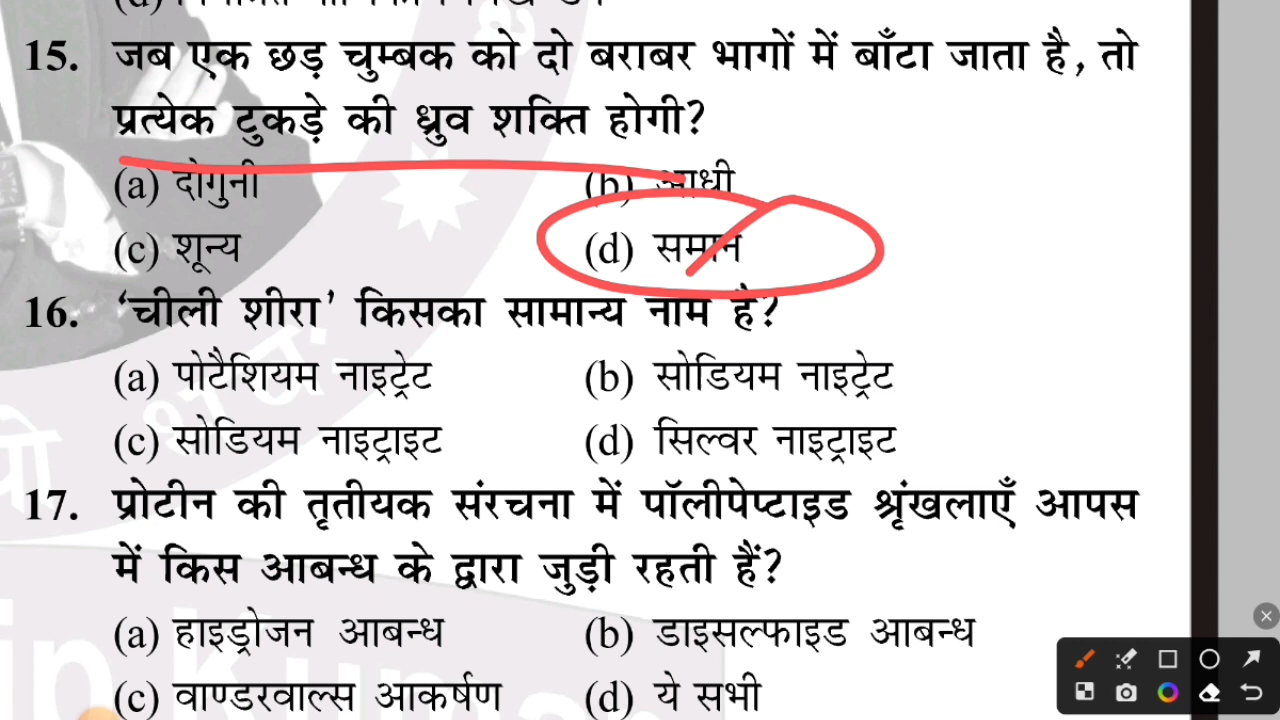 15. जब एक छड़ चुम्बक को दो बराबर भागों में बाँटा जाता है, तो
प्रत्येक टुकड़े की ध्रुव शक्ति होगी?
(a) दोगुनी (b) आधी
(c) शून्य (d) समान
16. ‘चीली शीरा’ किसका सामान्य नाम है?
(a) पोटैशियम नाइट्रेट (b) सोडियम नाइट्रेट
(c) सोडियम नाइट्राइट (d) सिल्वर नाइट्राइट
17. प्रोटीन की तृतीयक संरचना में पॉलीपेप्टाइड श्रृंखलाएँ आपस
में किस आबन्ध के द्वारा जुड़ी रहती हैं?
(a) हाइड्रोजन आबन्ध (b) डाइसल्फाइड आबन्ध
(c) वाण्डरवाल्स आकर्षण (d) ये सभी